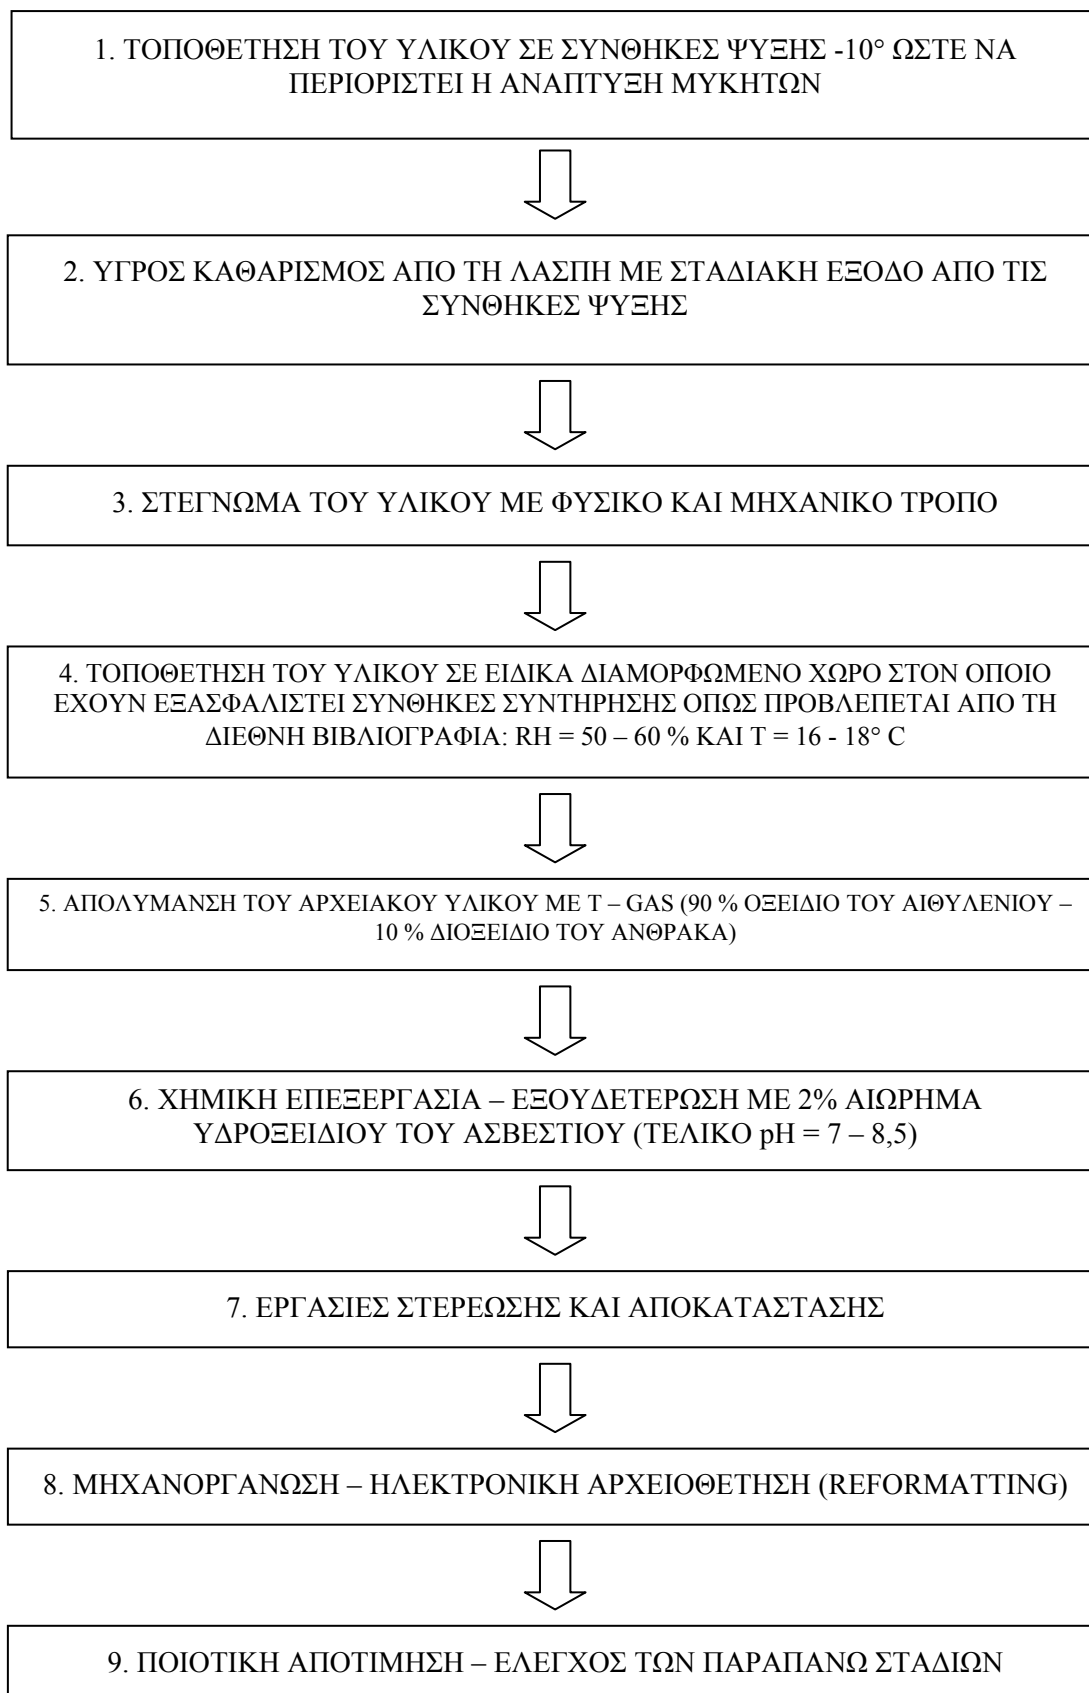 1. ΤΟΠΟΘΕΤΗΣΗ ΤΟΥ ΥΛΙΚΟΥ ΣΕ ΣΥΝΘΗΚΕΣ ΨΥΞΗΣ -10° ΩΣΤΕ ΝΑ
ΠΕΡΙΟΡΙΣΤΕΙ Η ΑΝΑΠΤΥΞΗ ΜΥΚΗΤΩΝ
2. ΥΓΡΟΣ ΚΑΘΑΡΙΣΜΟΣ ΑΠΟ ΤΗ ΛΑΣΠΗ ΜΕ ΣΤΑΔΙΑΚΗ ΕΞΟΔΟ ΑΠΟ ΤΙΣ
ΣΥΝΘΗΚΕΣ ΨΥΞΗΣ
3. ΣΤΕΓΝΩΜΑ ΤΟΥ ΥΛΙΚΟΥ ΜΕ ΦΥΣΙΚΟ ΚΑΙ ΜΗΧΑΝΙΚΟ ΤΡΟΠΟ
4. ΤΟΠΟΘΕΤΗΣΗ ΤΟΥ ΥΛΙΚΟΥ ΣΕ ΕΙΔΙΚΑ ΔΙΑΜΟΡΦΩΜΕΝΟ ΧΩΡΟ ΣΤΟΝ ΟΠΟΙΟ
ΕΧΟΥΝ ΕΞΑΣΦΑΛΙΣΤΕΙ ΣΥΝΘΗΚΕΣ ΣΥΝΤΗΡΗΣΗΣ ΟΠΩΣ ΠΡΟΒΛΕΠΕΤΑΙ ΑΠΟ ΤΗ
ΔΙΕΘΝΗ ΒΙΒΛΙΟΓΡΑΦΙΑ: RH = 50 – 60 % ΚΑΙ Τ = 16 - 18° C
5. ΑΠΟΛΥΜΑΝΣΗ ΤΟΥ ΑΡΧΕΙΑΚΟΥ ΥΛΙΚΟΥ ΜΕ T – GAS (90 % ΟΞΕΙΔΙΟ ΤΟΥ ΑΙΘΥΛΕΝΙΟΥ –
10 % ΔΙΟΞΕΙΔΙΟ ΤΟΥ ΑΝΘΡΑΚΑ)
6. ΧΗΜΙΚΗ ΕΠΕΞΕΡΓΑΣΙΑ – ΕΞΟΥΔΕΤΕΡΩΣΗ ΜΕ 2% ΑΙΩΡΗΜΑ
ΥΔΡΟΞΕΙΔΙΟΥ ΤΟΥ ΑΣΒΕΣΤΙΟΥ (ΤΕΛΙΚΟ pH = 7 – 8,5)
7. ΕΡΓΑΣΙΕΣ ΣΤΕΡΕΩΣΗΣ ΚΑΙ ΑΠΟΚΑΤΑΣΤΑΣΗΣ
8. ΜΗΧΑΝΟΡΓΑΝΩΣΗ – ΗΛΕΚΤΡΟΝΙΚΗ ΑΡΧΕΙΟΘΕΤΗΣΗ (REFORMATTING)
9. ΠΟΙΟΤΙΚΗ ΑΠΟΤΙΜΗΣΗ – ΕΛΕΓΧΟΣ ΤΩΝ ΠΑΡΑΠΑΝΩ ΣΤΑΔΙΩΝ